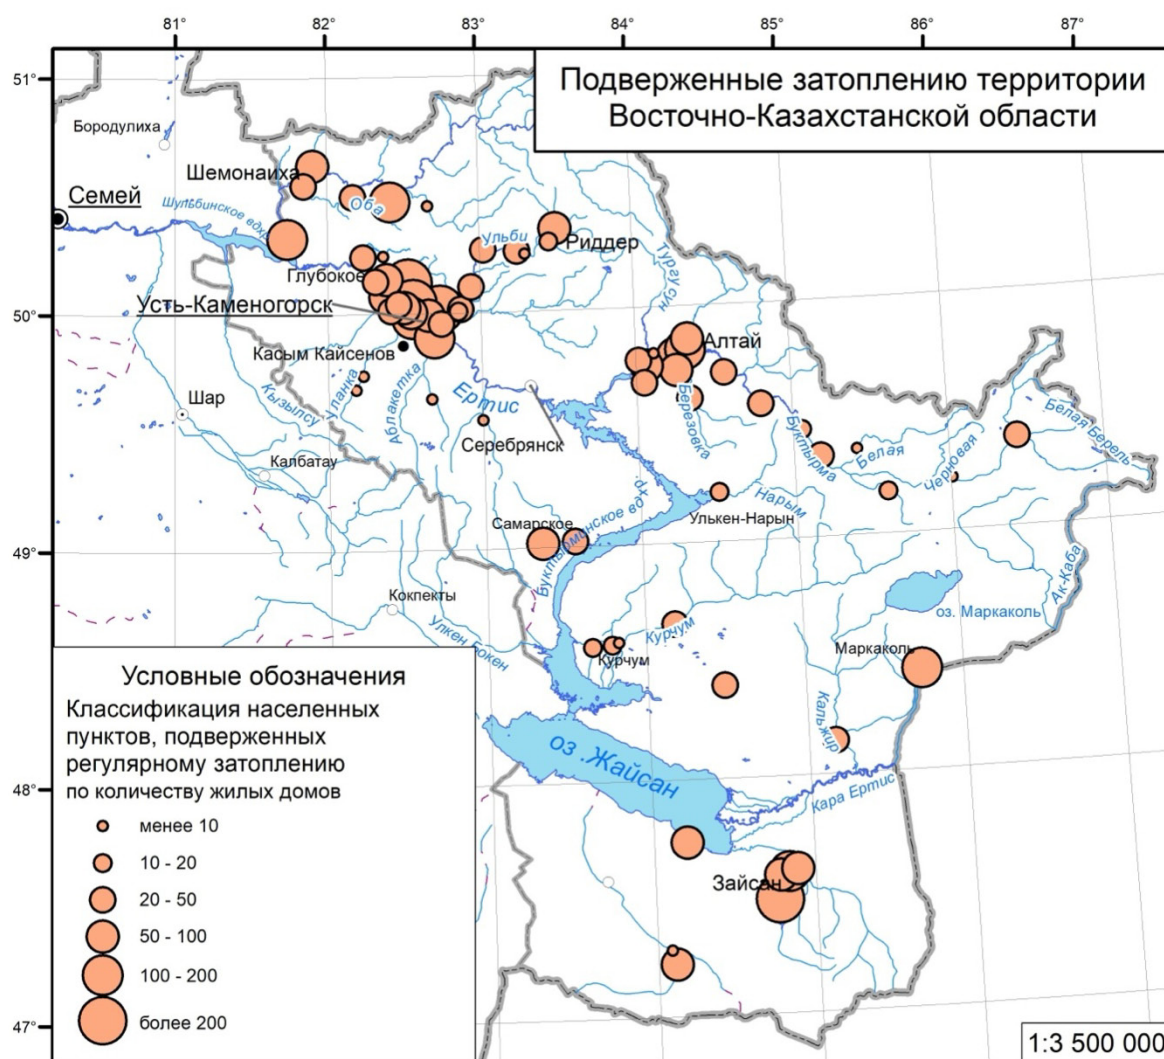 81°
82°
83°
84°
85°
86°
87°
51°
Подверженные затоплению территории
Восточно-Казахстанской области
Бородулиха
Шемонаиха
Семей
Шульбинское вдхр.
Оба
Ульби
Риддер
Тургусун
Глубокое
Усть-Каменогорск
50°
Алтай
Касым Кайсенов
Уланка
Аблакетка
Ертис
Березовка
Шар
Кызылсу
Серебрянск
Буктырма
Белая
Черновая
Белая Берель
Калбатау
Нарым
Улькен-Нарын
Самарское
Буктырминское вдхр.
49°
Ак-Каба
Кокпекты
Улкен Бокен
Курчум
Курчум
оз. Маркаколь
Маркаколь
Кальжир
оз .Жайсан
48°
Кара Ертис
Зайсан
47°
Условные обозначения
Классификация населенных
пунктов, подверженных
регулярному затоплению
по количеству жилых домов
менее 10
10 - 20
20 - 50
50 - 100
100 - 200
более 200
1:3 500 000